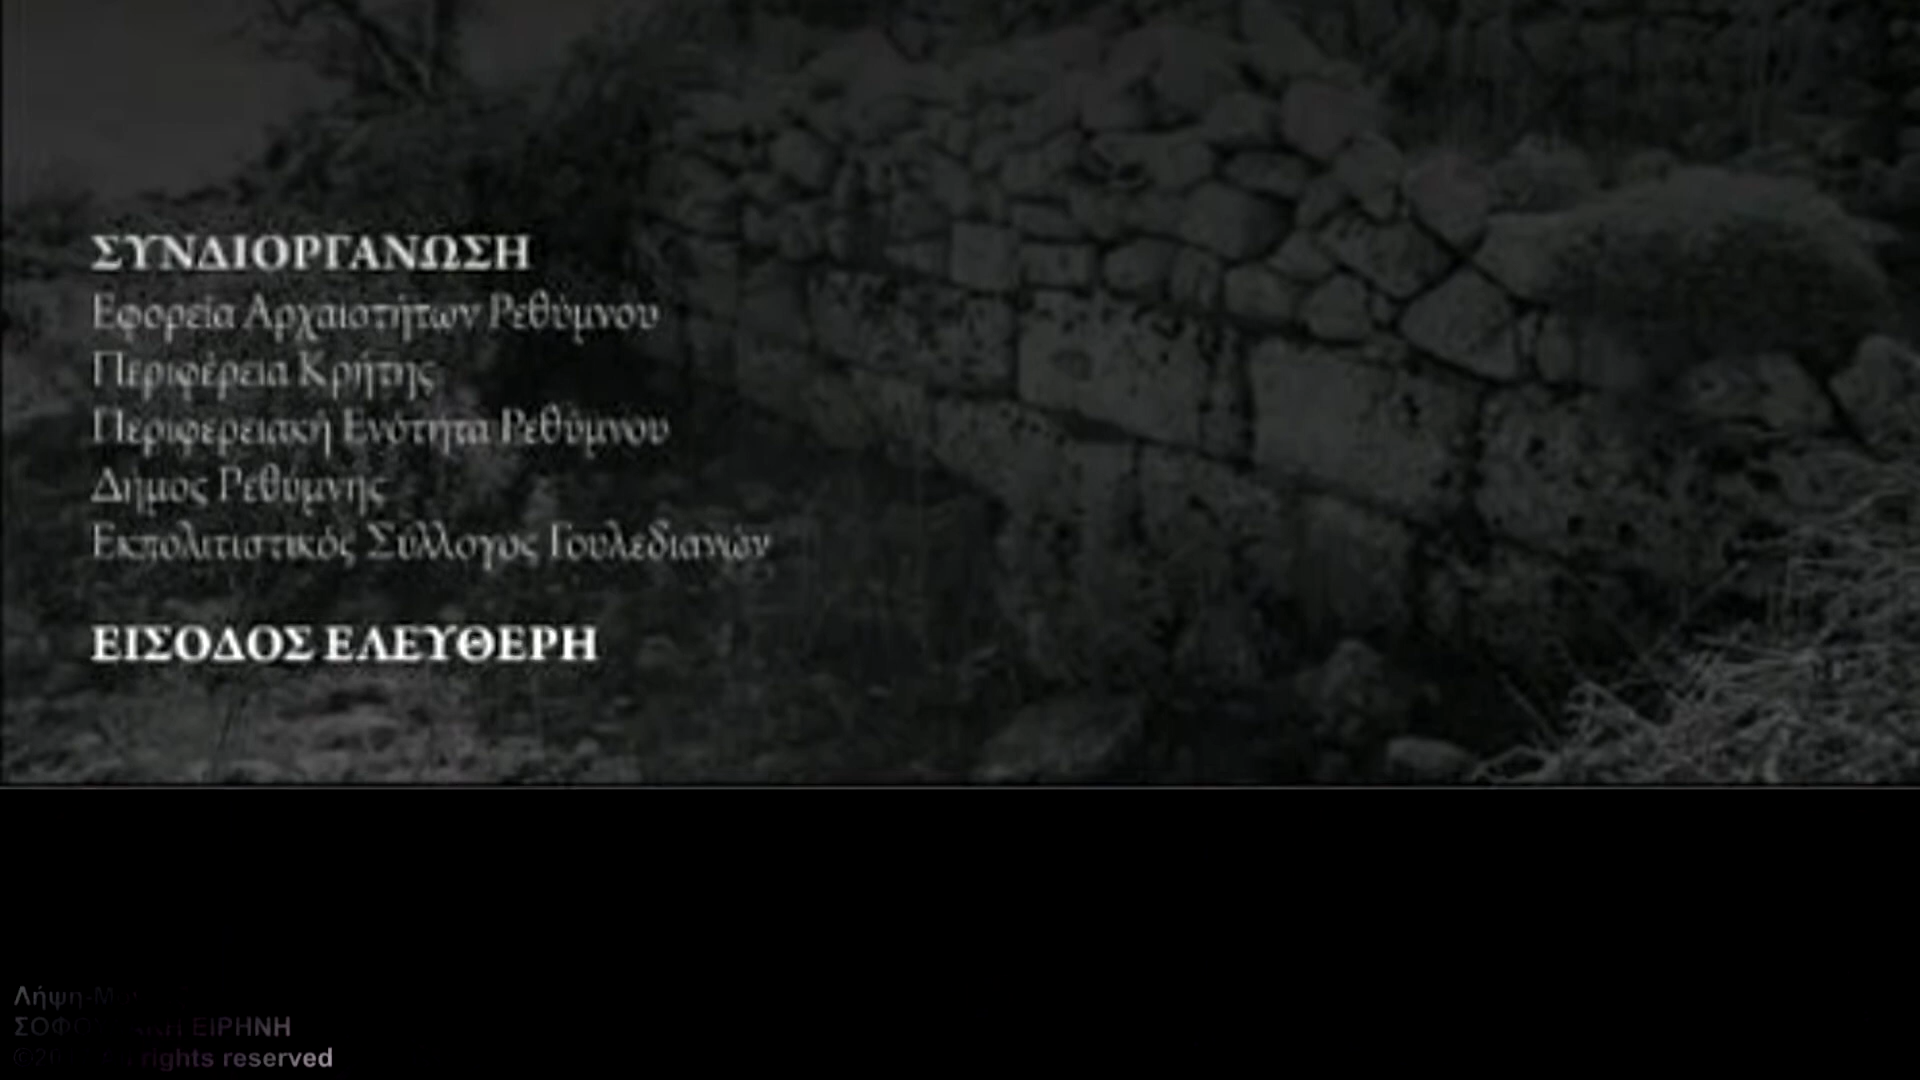 ΣΥΝΔΙΟΡΓΑΝΩΣΗ
Εφορεία Αρχαιοτήτων Ρεθύμνου
Περιφέρεια Κρήτης
Περιφερειακή Ενότητα Ρεθύμνου
Δήμος Ρεθύμνης
Εκπολιτιστικός Σύλλογος Γουλεδιανών
ΕΙΣΟΔΟΣ ΕΛΕΥΘΕΡΗ
ΕΙΡΗΝΗ
rights reserved